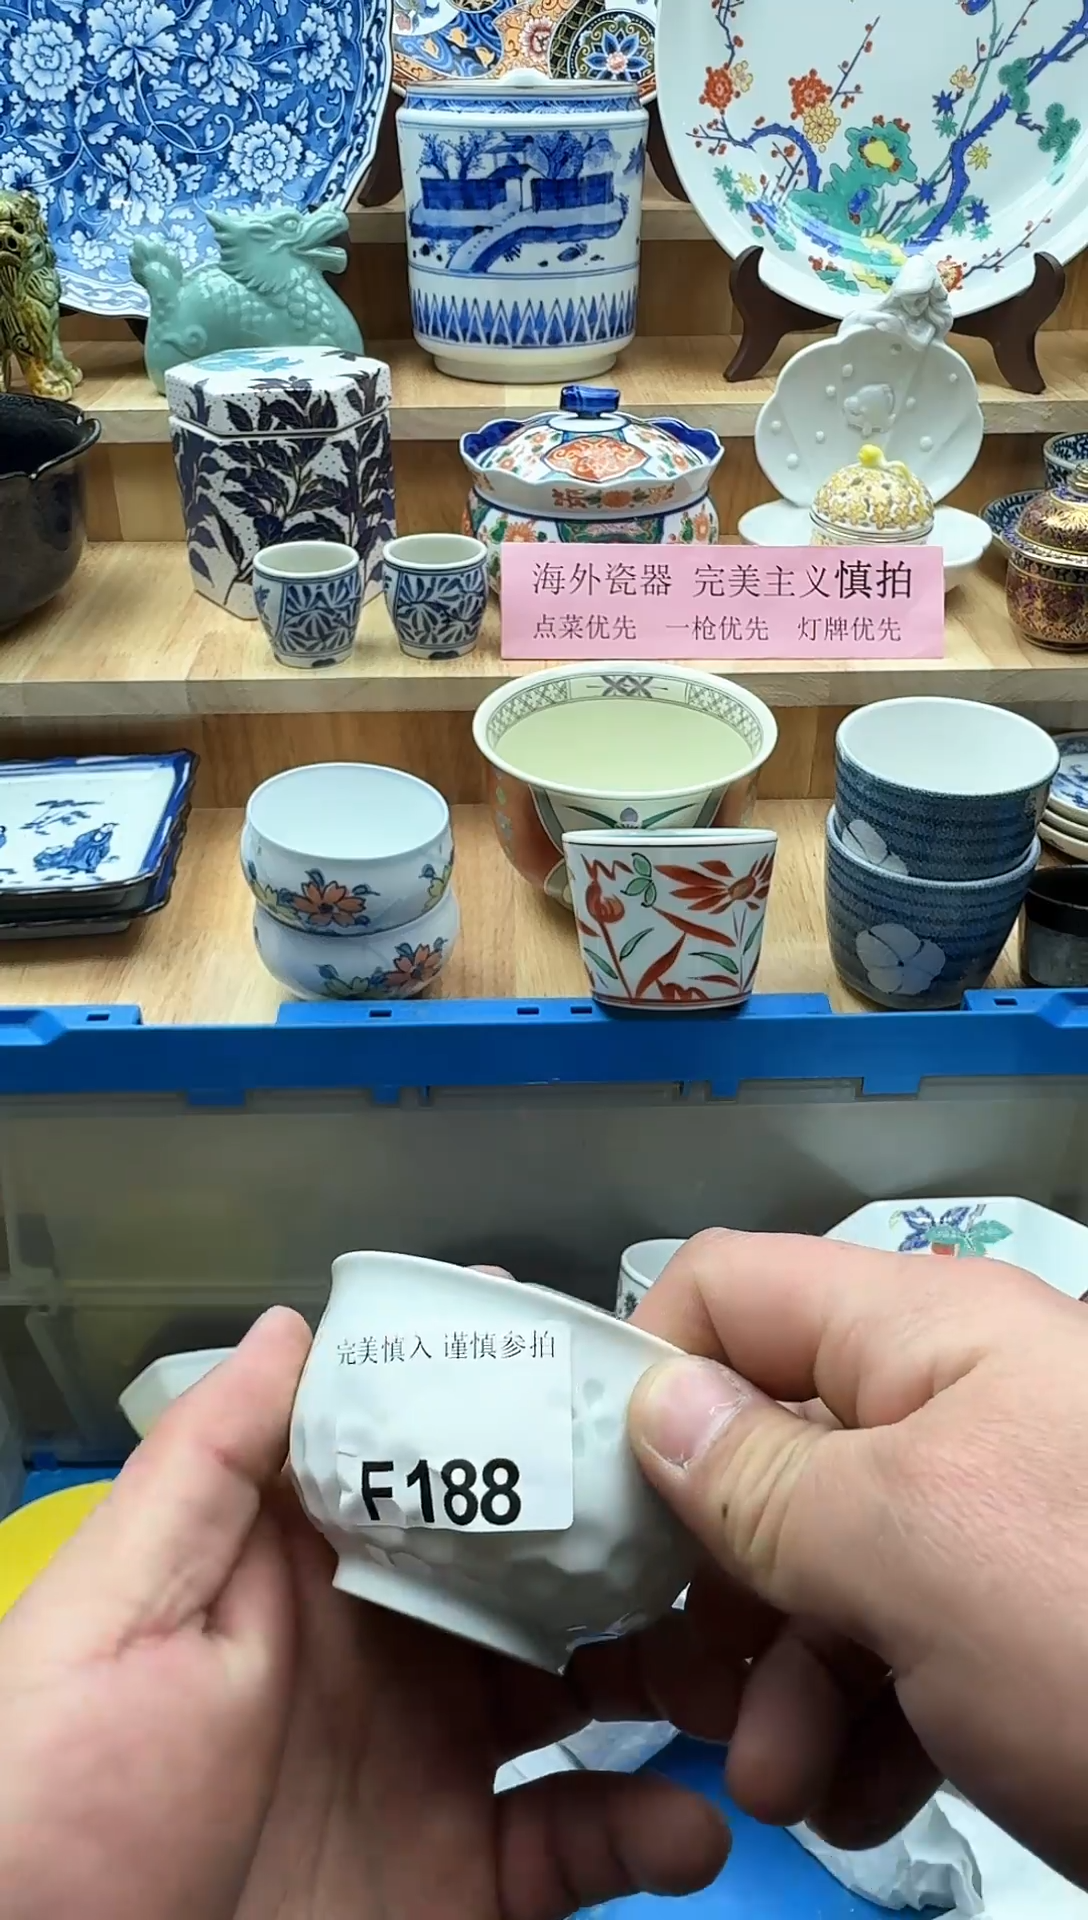 海外瓷器 完美主义慎拍
点菜优先 一枪优先 灯牌优先
完美慎入 谨慎参拍
F188